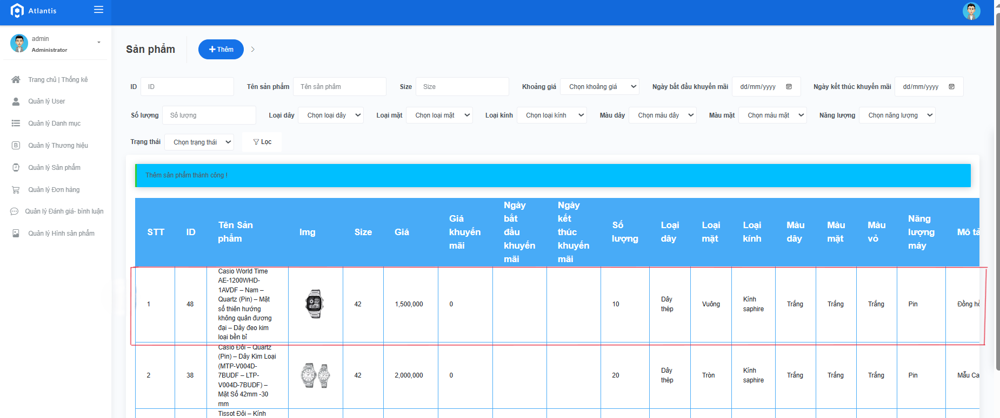 Atlantis
admin
Administrator
Trang chủ | Thống kê
Quản lý User
Quản lý Danh mục
Quản lý Thương hiệu
Quản lý Sản phẩm
Quản lý Đơn hàng
Quản lý Đánh giá- bình luận
Quản lý Hình sản phẩm
Sản phẩm
Thêm
ID ID Tên sản phẩm Tên sản phẩm Size Size Khoảng giá Chọn khoảng giá Ngày bắt đầu khuyến mãi dd/mm/yyyy Ngày kết thúc khuyến mãi dd/mm/yyyy
Số lượng Số lượng Loại dây Chọn loại dây Loại mặt Chọn loại mặt Loại kính Chọn loại kính Màu dây Chọn màu dây Màu mặt Chọn màu mặt Năng lượng Chọn năng lượng
Trạng thái Chọn trạng thái Lọc
Thêm sản phẩm thành công !
STT
ID
Tên Sản
phẩm
Img
Size
Giá
Giá
khuyến
mãi
Ngày
bắt
đầu
khuyến
mãi
Ngày
kết
thúc
khuyến
mãi
Số
lượng
Loại
dây
Loại
mặt
Loại
kính
Màu
dây
Màu
mặt
Màu
vỏ
Năng
lượng
máy
Mô tả
1
48
Casio World Time
AE-1200WHD-
1AVDF – Nam –
Quartz (Pin) – Mặt
số thiên hướng
không quân đương
đại – Dây đeo kim
loại bền bỉ
42
1,500,000
0
10
Dây
thép
Vuông
Kính
saphire
Trắng
Trắng
Trắng
Pin
Đồng hồ
2
38
Casio Đôi – Quartz
(Pin) – Dây Kim Loại
(MTP-V004D-
7BUDF – LTP-
V004D-7BUDF) –
Mặt Số 42mm -30
mm
42
2,000,000
0
20
Dây
thép
Tròn
Kính
saphire
Trắng
Trắng
Trắng
Pin
Mẫu Ca
Tissot Đôi – Kính